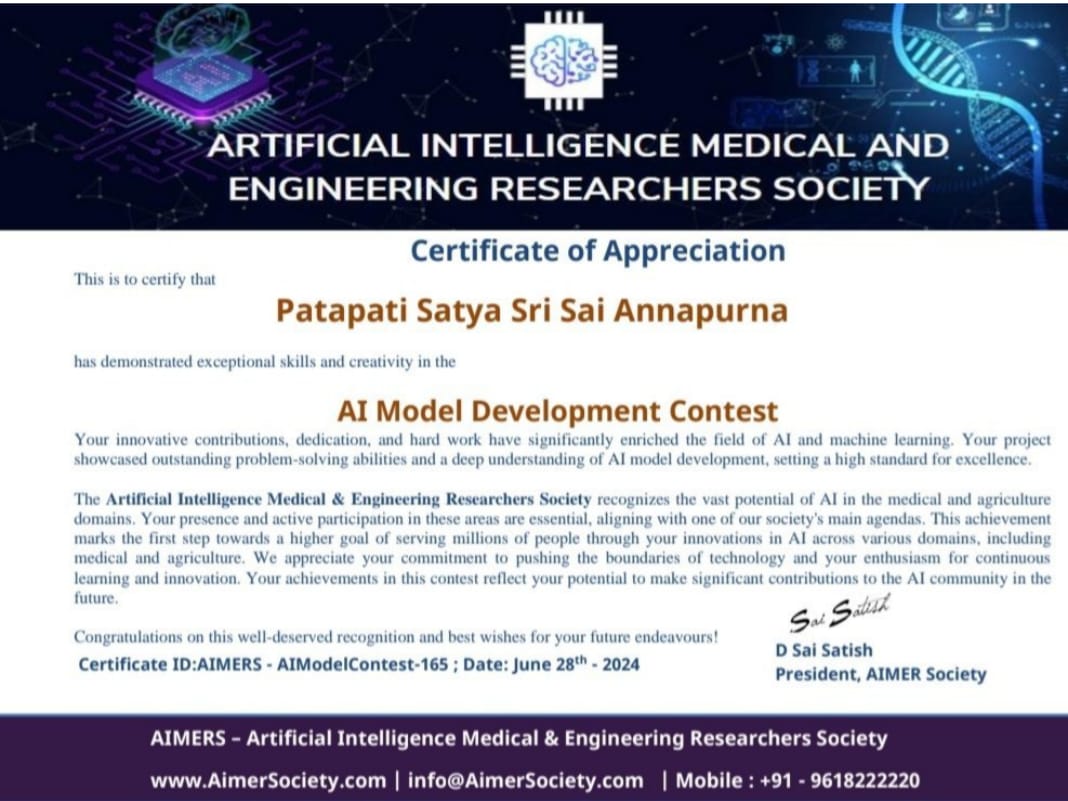 ARTIFICIAL INTELLIGENCE MEDICAL AND
ENGINEERING RESEARCHERS SOCIETY
Certificate of Appreciation
This is to certify that
Patapati Satya Sri Sai Annapurna
has demonstrated exceptional skills and creativity in the
AI Model Development Contest
Your innovative contributions, dedication, and hard work have significantly enriched the field of AI and machine learning. Your project
showcased outstanding problem-solving abilities and a deep understanding of AI model development, setting a high standard for excellence.
The Artificial Intelligence Medical & Engineering Researchers Society recognizes the vast potential of AI in the medical and agriculture
domains. Your presence and active participation in these areas are essential, aligning with one of our society's main agendas. This achievement
marks the first step towards a higher goal of serving millions of people through your innovations in AI across various domains, including
medical and agriculture. We appreciate your commitment to pushing the boundaries of technology and your enthusiasm for continuous
learning and innovation. Your achievements in this contest reflect your potential to make significant contributions to the AI community in the
future.
Sai Satish
Congratulations on this well-deserved recognition and best wishes for your future endeavours!
D Sai Satish
Certificate ID:AIMERS - AIModelContest-165 ; Date: June 28th - 2024
President, AIMER Society
AIMERS – Artificial Intelligence Medical & Engineering Researchers Society
www.AimerSociety.com | info@AimerSociety.com | Mobile : +91 - 9618222220